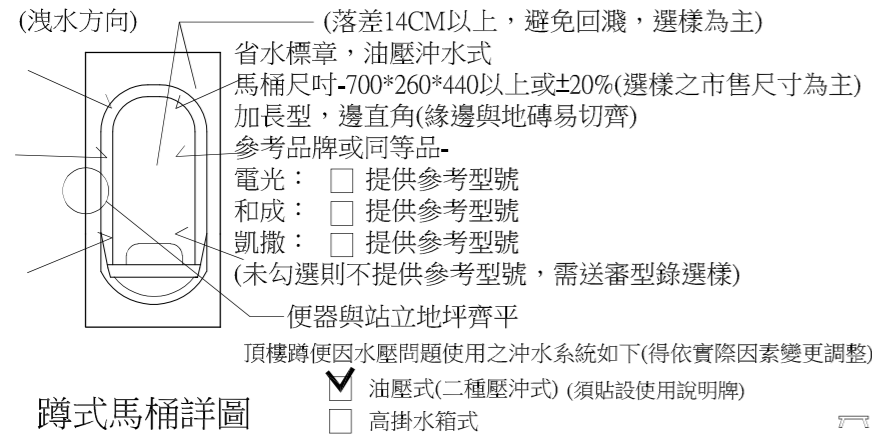 (洩水方向)
(落差14CM以上，避免回濺，選樣為主)
省水標章，油壓沖水式
馬桶尺吋-700*260*440以上或±20%(選樣之市售尺寸為主)
加長型，邊直角(緣邊與地磚易切齊)
參考品牌或同等品-
電光： □ 提供參考型號
和成： □ 提供參考型號
凱撒： □ 提供參考型號
(未勾選則不提供參考型號，需送審型錄選樣)
便器與站立地坪齊平
頂樓蹲便因水壓問題使用之沖水系統如下(得依實際因素變更調整)
☑ 油壓式(二種壓沖式) (須貼設使用說明牌)
□ 高掛水箱式
蹲式馬桶詳圖